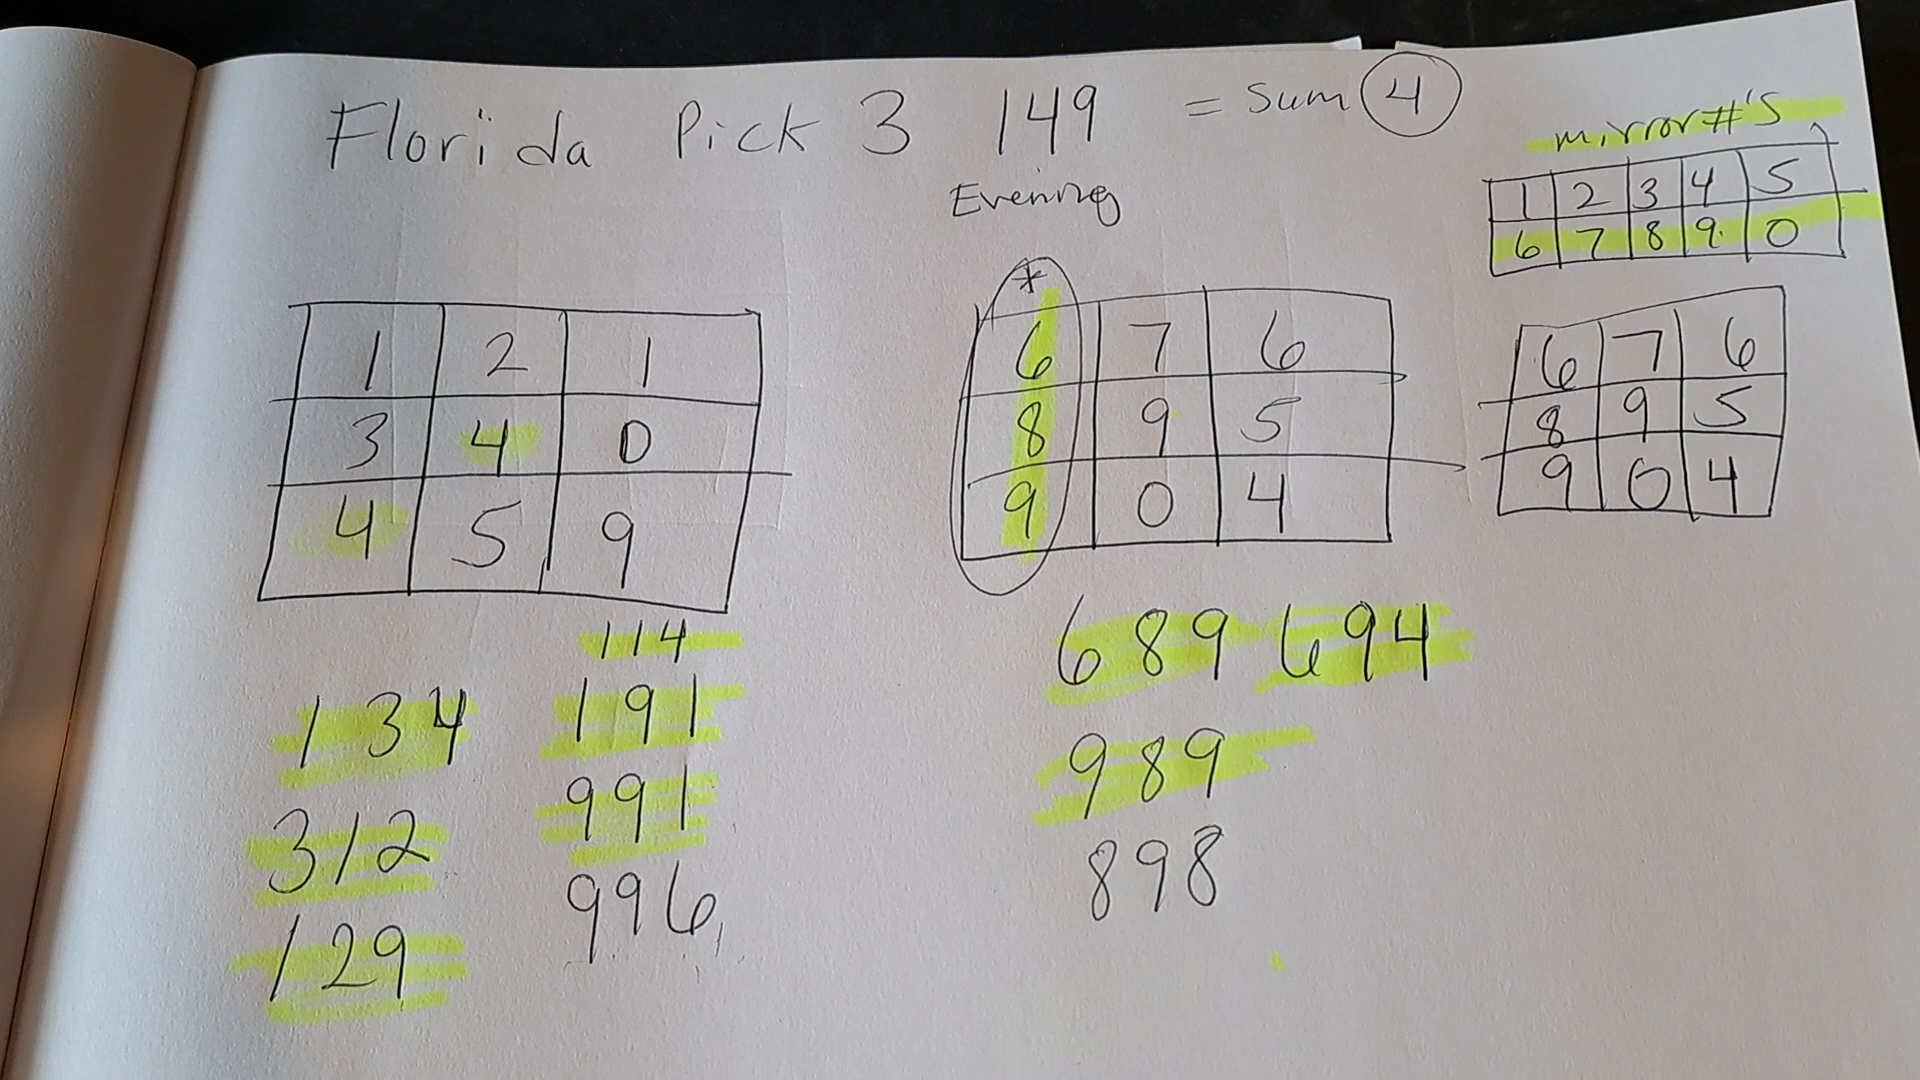 Florida Pick 3 149 = Sum 4
Evening
mirror #'s
1 2 3 4 5
6 7 8 9 0
1 2 1
3 4 0
4 5 9
*
6 7 6
8 9 5
9 0 4
6 7 6
8 9 5
9 0 4
114
134 191
312 991
129 996
689 694
989
898